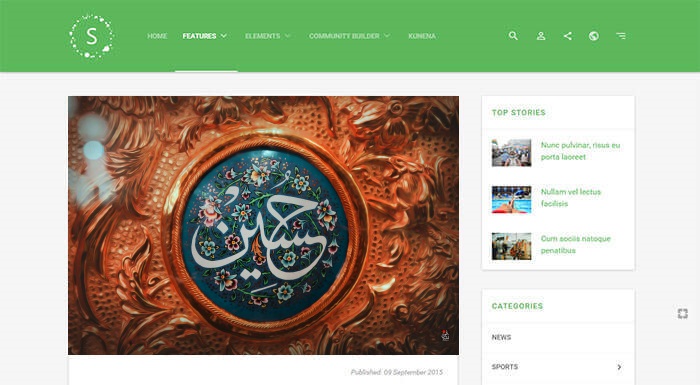 S
HOME
FEATURES
ELEMENTS
COMMUNITY BUILDER
KUNENA
حسین
TOP STORIES
Nunc pulvinar, risus eu
porta laoreet
Nullam vel lectus
facilisis
Cum sociis natoque
penatibus
CATEGORIES
NEWS
SPORTS
Published: 09 September 2015